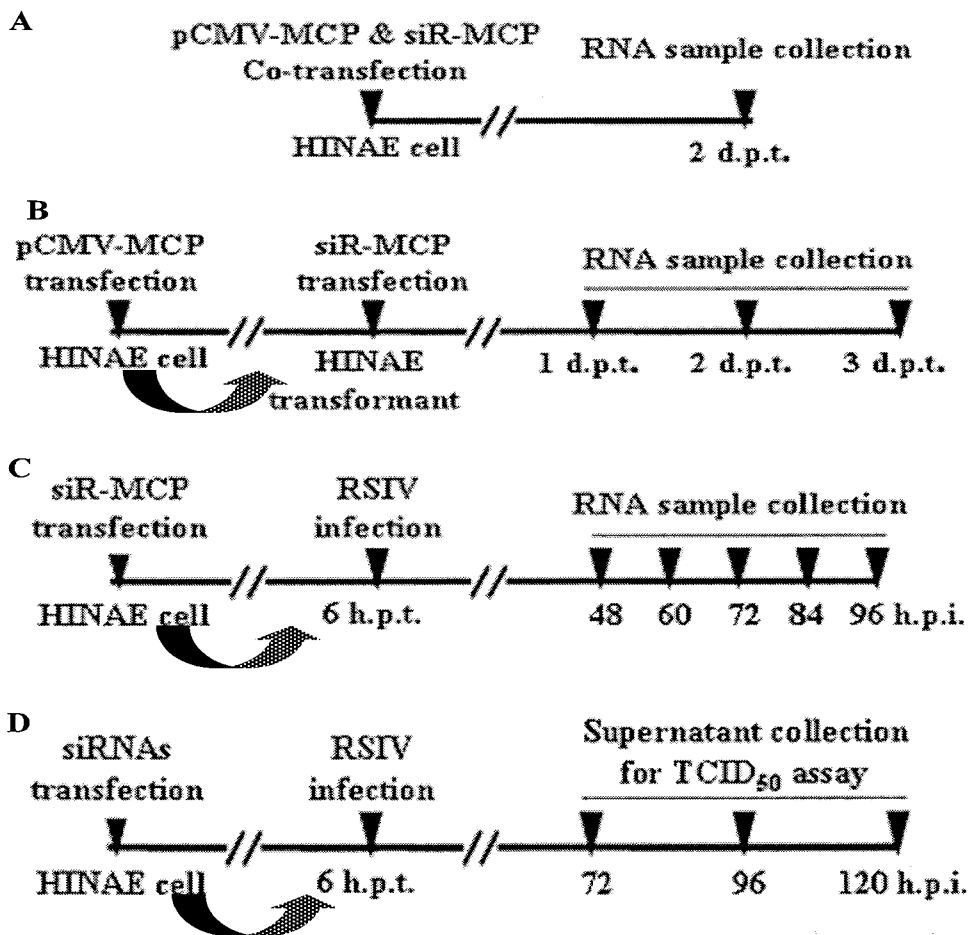 A
pCMV-MCP & siR-MCP
Co-transfection
RNA sample collection
HINAE cell
2 d.p.t.
B
pCMV-MCP
transfection
siR-MCP
transfection
RNA sample collection
HINAE cell
HINAE
transformant
1 d.p.t.
2 d.p.t.
3 d.p.t.
C
siR-MCP
transfection
RSIV
infection
RNA sample collection
HINAE cell
6 h.p.t.
48 60 72 84 96 h.p.i.
D
siRNAs
transfection
RSIV
infection
Supernatant collection
for TCID50 assay
HINAE cell
6 h.p.t.
72 96 120 h.p.i.